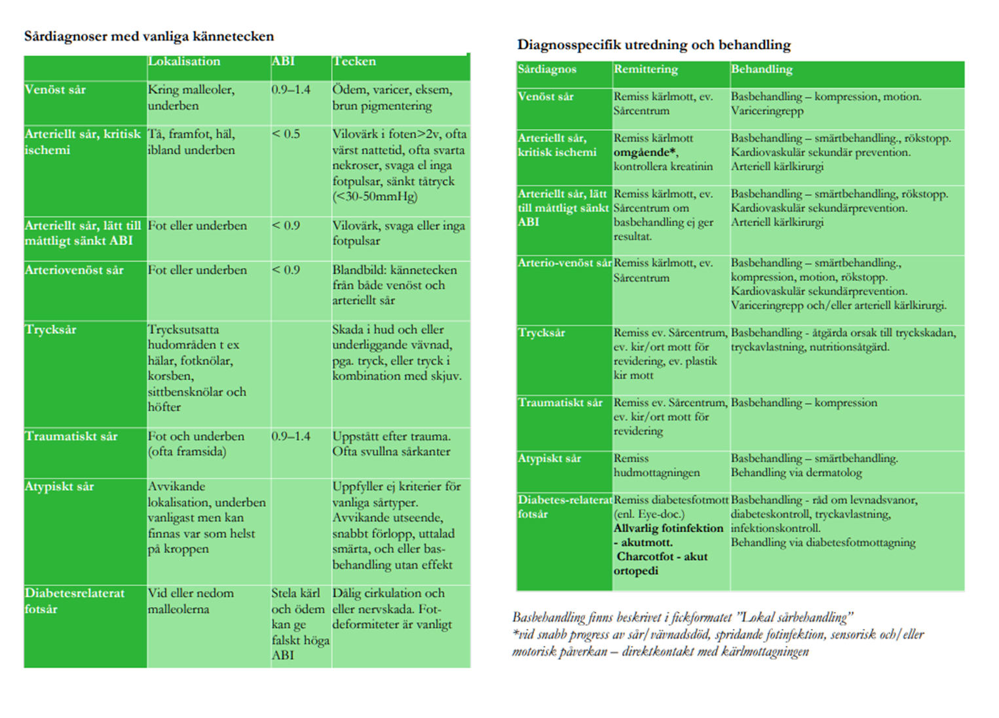 Sårdiagnoser med vanliga kännetecken
Lokalisation ABI Tecken
Venöst sår Kring malleoler, 0.9–1.4 Ödem, varicer, eksem,
underben brun pigmentering
Arteriellt sår, kritisk Tå, framfot, häl, < 0.5 Vilovärk i foten>2v, ofta
ischemi ibland underben värst nattetid, ofta svarta
nekroser, svaga el inga
fotpulsar, sänkt tåtryck
(<30-50mmHg)
Arteriellt sår, lätt till Fot eller underben < 0.9 Vilovärk, svaga eller inga
måttligt sänkt ABI fotpulsar
Arteriovenöst sår Fot eller underben < 0.9 Blandbild: kännetecken
från både venöst och
arteriellt sår
Trycksår Trycksutsatta Skada i hud och eller
hudområden t ex underliggande vävnad,
hälar, fotknölar, pga. tryck, eller tryck i
korsben, kombination med skjuv.
sittbensknölar och
höfter
Traumatiskt sår Fot och underben 0.9–1.4 Uppstått efter trauma.
(ofta framsida) Ofta svullna sårkanter
Atypiskt sår Avvikande Uppfyller ej kriterier för
lokalisation, underben vanliga sårtyper.
vanligast men kan Avvikande utseende,
finnas var som helst snabbt förlopp, uttalad
på kroppen smärta, och eller bas-
behandling utan effekt
Diabetesrelaterat Vid eller nedom Stela kärl Dålig cirkulation och
fotsår malleolerna och ödem eller nervskada. Fot-
kan ge deformiteter är vanligt
falskt höga
ABI
Diagnosspecifik utredning och behandling
Sårdiagnos Remittering Behandling
Venöst sår Remiss kärlmott, ev. Basbehandling – kompression, motion.
Sårcentrum Variceringrepp
Arteriellt sår, Remiss kärlmott Basbehandling – smärtbehandling., rökstopp.
kritisk ischemi omgående*, Kardiovaskulär sekundär prevention.
kontrollera kreatinin Arteriell kärlkirurgi
Arteriellt sår, lätt Remiss kärlmott, ev. Basbehandling – smärtbehandling, rökstopp.
till måttligt sänkt Sårcentrum om Kardiovaskulär sekundärprevention.
ABI basbehandling ej ger Arteriell kärlkirurgi
resultat.
Arterio-venöst sår Remiss kärlmott, ev. Basbehandling – smärtbehandling.,
Sårcentrum kompression, motion, rökstopp.
Kardiovaskulär sekundärprevention.
Variceringrepp och/eller arteriell kärlkirurgi.
Trycksår Remiss ev. Sårcentrum, Basbehandling - åtgärda orsak till tryckskadan,
ev. kir/ort mott för tryckavlastning, nutritionsåtgärd.
revidering, ev. plastik
kir mott
Traumatiskt sår Remiss ev. Sårcentrum, Basbehandling – kompression
ev. kir/ort mott för
revidering
Atypiskt sår Remiss Basbehandling – smärtbehandling.
hudmottagningen Behandling via dermatolog
Diabetes-relaterat Remiss diabetesfotmott Basbehandling - råd om levnadsvanor,
fotsår (enl. Eye-doc.) diabeteskontroll, tryckavlastning,
Allvarlig fotinfektion infektionskontroll.
- akutmott. Behandling via diabetesfotmottagning
Charcotfot - akut
ortopedi
Basbehandling finns beskrivet i fickformatet ”Lokal sårbehandling”
*vid snabb progress av sår/vävnadsdöd, spridande fotinfektion, sensorisk och/eller
motorisk påverkan – direktkontakt med kärlmottagningen